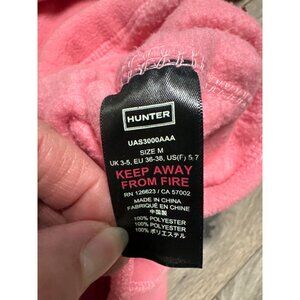 HUNTER
UAS3000AAA
SIZE M
UK 3-5, EU 36-38, US(F) 5-7
KEEP AWAY
FROM FIRE
RN 126623 / CA 57002
MADE IN CHINA
FABRIQUÉ EN CHINE
中国製
100% POLYESTER
100% POLYESTER
100% ポリエステル